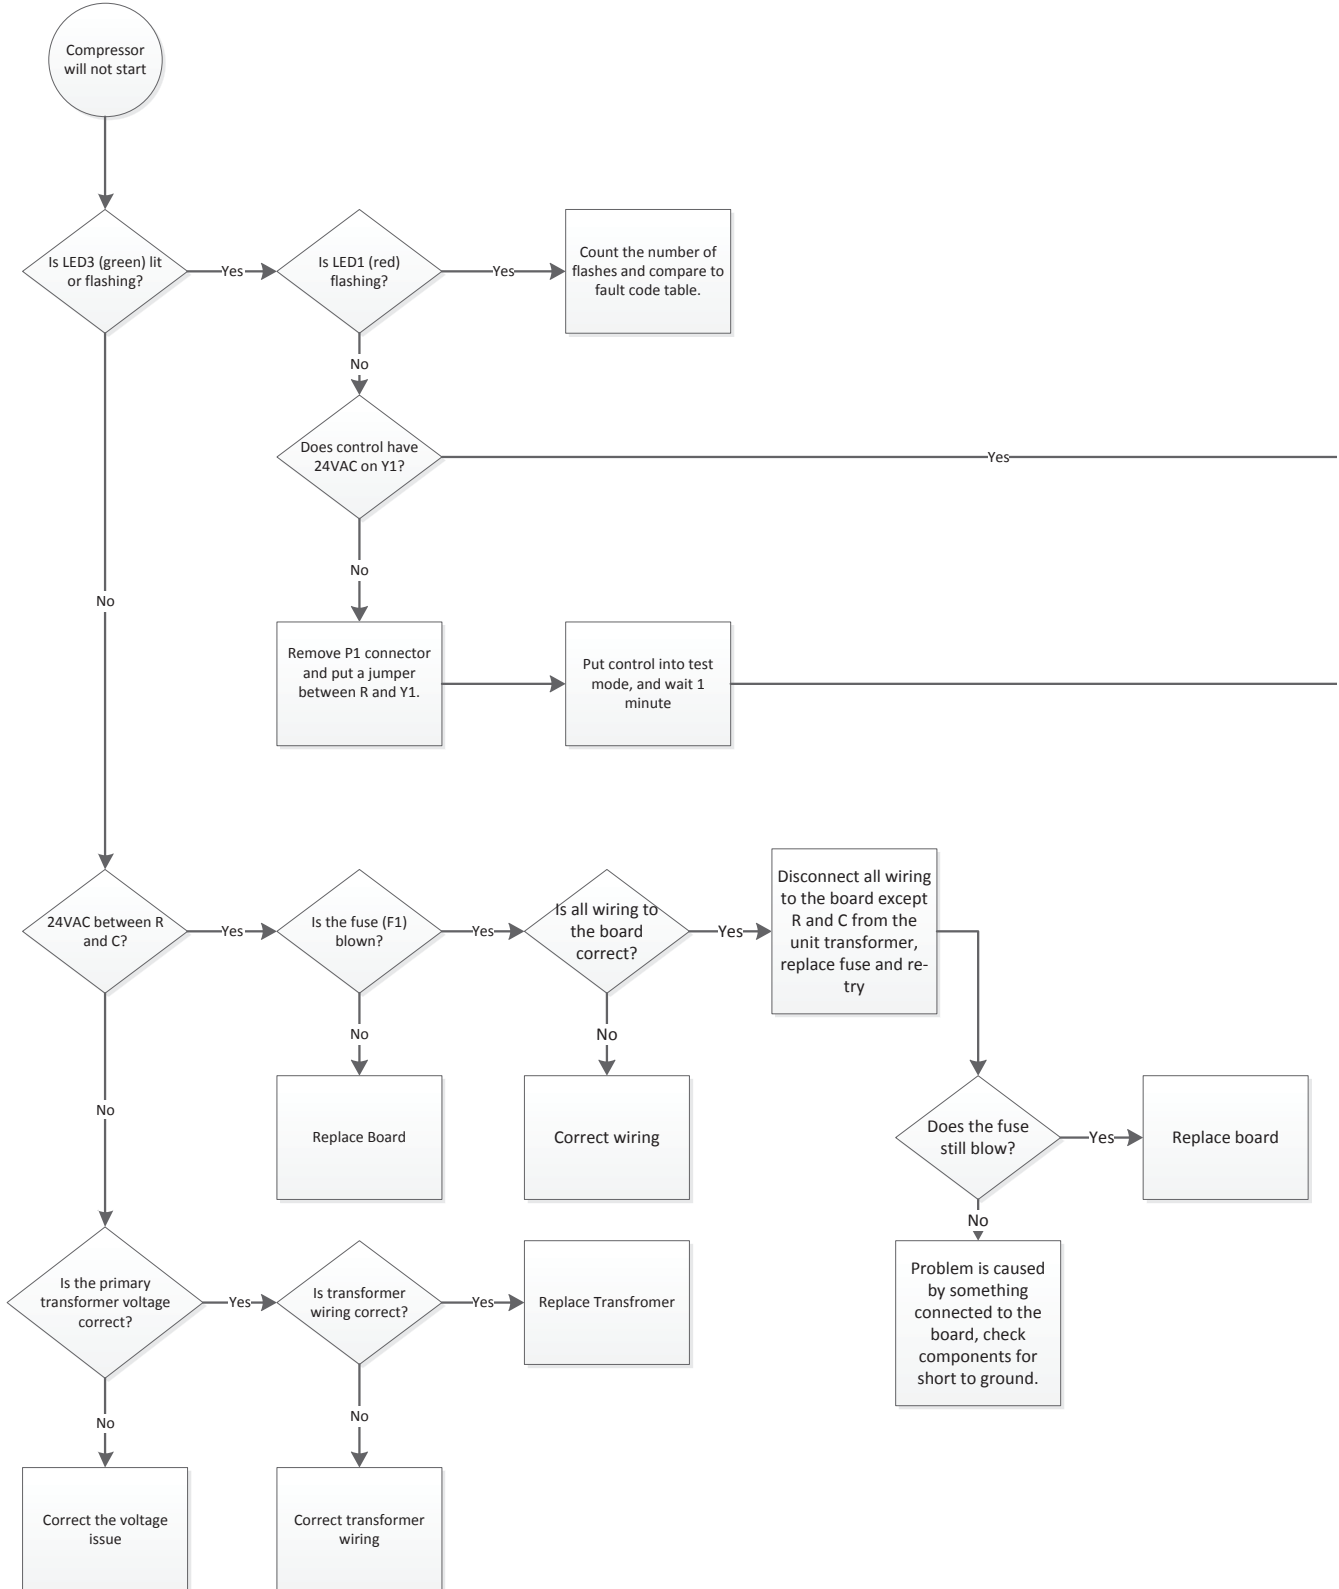 Compressor
will not start
Is LED3 (green) lit
or flashing?
Yes
Is LED1 (red)
flashing?
Yes
Count the number of
flashes and compare to
fault code table.
No
Does control have
24VAC on Y1?
Yes
No
No
Remove P1 connector
and put a jumper
between R and Y1.
Put control into test
mode, and wait 1
minute
24VAC between R
and C?
Yes
Is the fuse (F1)
blown?
Yes
Is all wiring to
the board
correct?
Yes
Disconnect all wiring
to the board except
R and C from the
unit transformer,
replace fuse and re-
try
No
No
No
Replace Board
Correct wiring
Does the fuse
still blow?
Yes
Replace board
No
Is the primary
transformer voltage
correct?
Yes
Is transformer
wiring correct?
Yes
Replace Transfromer
Problem is caused
by something
connected to the
board, check
components for
short to ground.
No
No
Correct the voltage
issue
Correct transformer
wiring